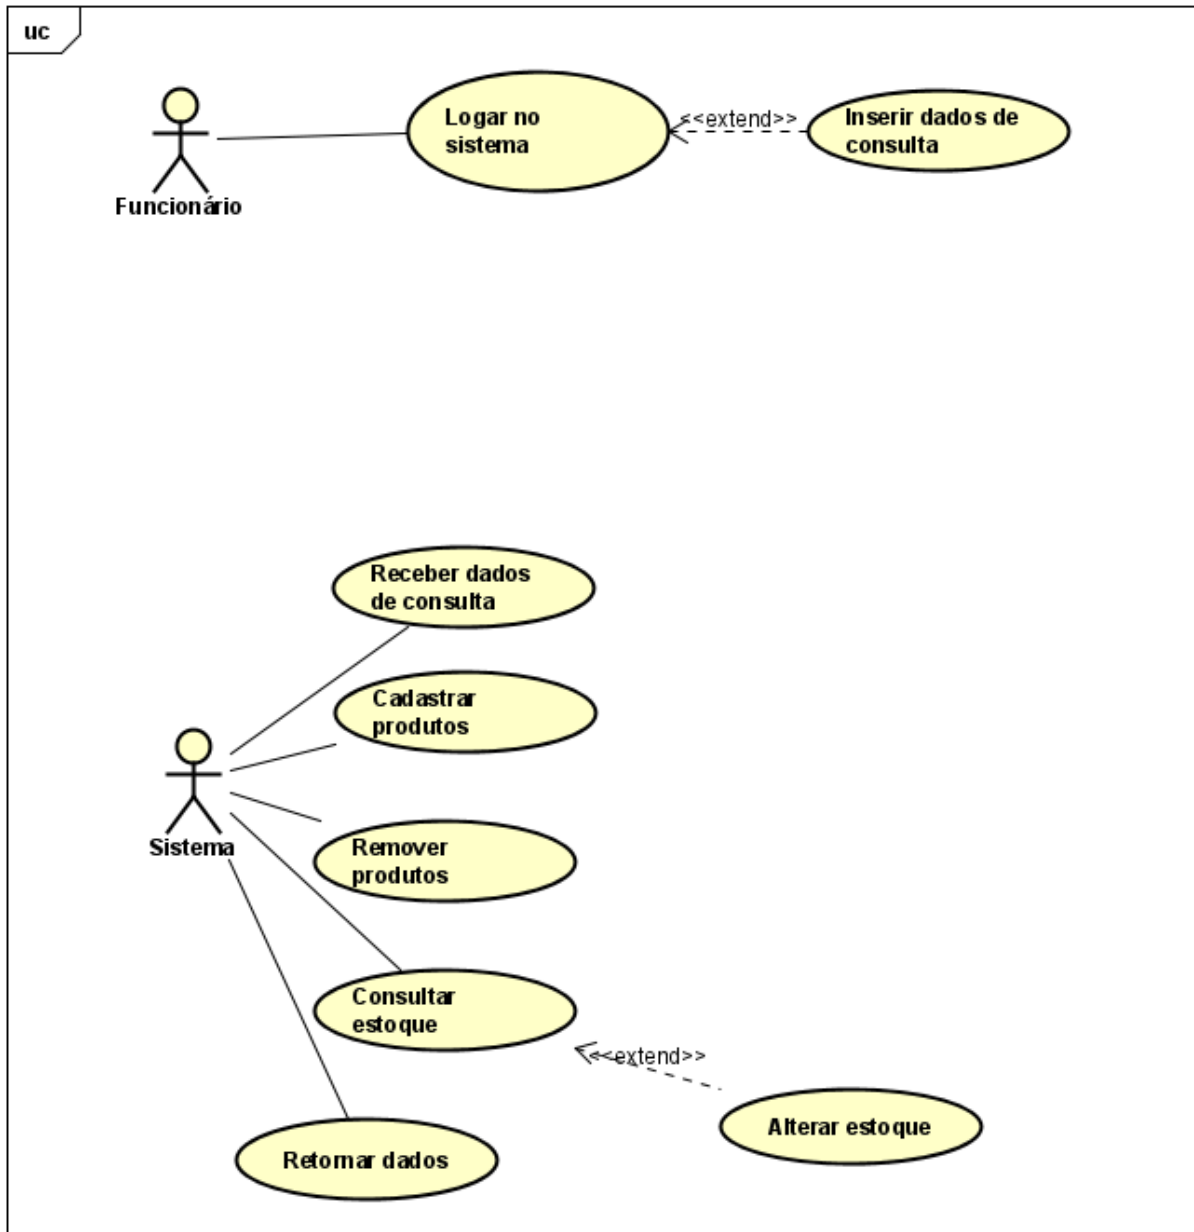 uc
Logar no
sistema
<<extend>>
Inserir dados de
consulta
Funcionário
Receber dados
de consulta
Cadastrar
produtos
Sistema
Remover
produtos
Consultar
estoque
<<extend>>
Alterar estoque
Retornar dados